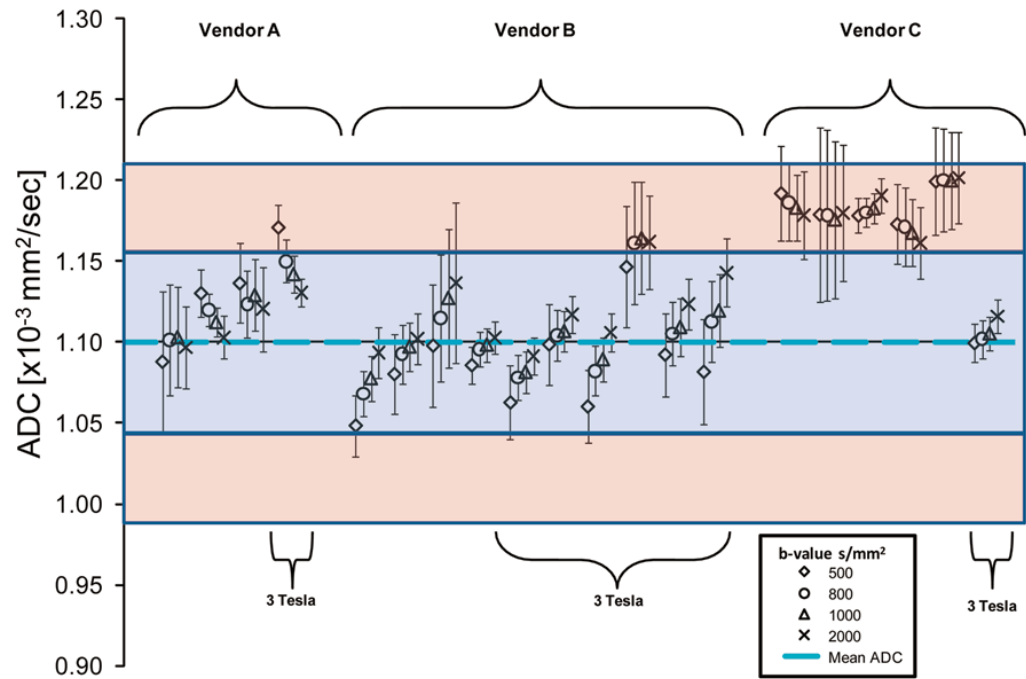 Vendor A
Vendor B
Vendor C
ADC [x10⁻³ mm²/sec]
1.30
1.25
1.20
1.15
1.10
1.05
1.00
0.95
0.90
3 Tesla
3 Tesla
3 Tesla
b-value s/mm²
500
800
1000
2000
Mean ADC